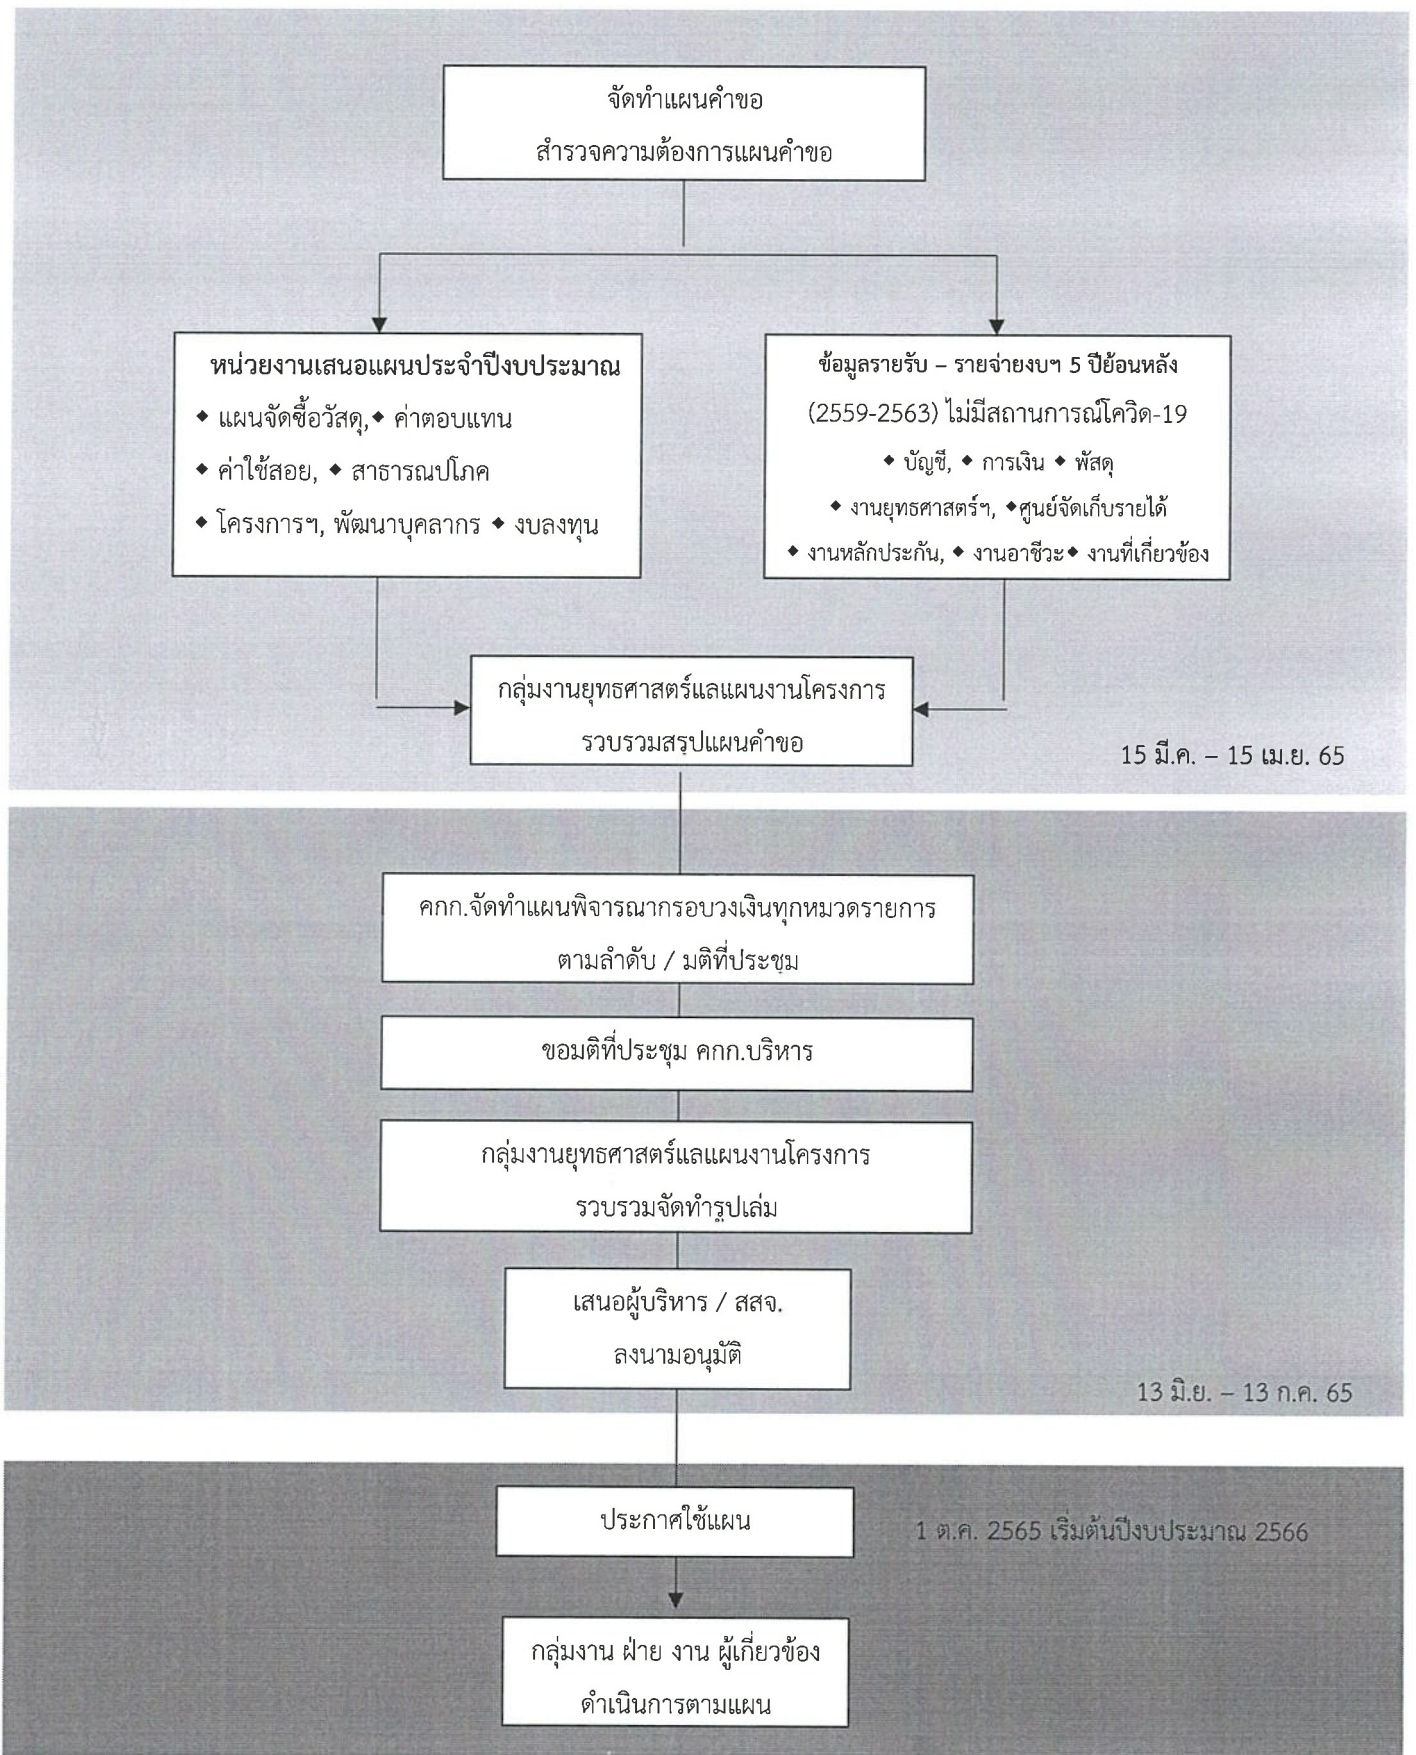 จัดทำแผนคำขอ
สำรวจความต้องการแผนคำขอ
หน่วยงานเสนอแผนประจำปีงบประมาณ
◆ แผนจัดซื้อวัสดุ,◆ ค่าตอบแทน
◆ ค่าใช้สอย, ◆ สาธารณปโภค
◆ โครงการฯ, พัฒนาบุคลากร ◆ งบลงทุน
ข้อมูลรายรับ – รายจ่ายงบฯ 5 ปีย้อนหลัง
(2559-2563) ไม่มีสถานการณ์โควิด-19
◆ บัญชี, ◆ การเงิน ◆ พัสดุ
◆ งานยุทธศาสตร์ฯ, ◆ศูนย์จัดเก็บรายได้
◆ งานหลักประกัน, ◆ งานอาชีวะ◆ งานที่เกี่ยวข้อง
กลุ่มงานยุทธศาสตร์แลแผนงานโครงการ
รวบรวมสรุปแผนคำขอ
15 มี.ค. – 15 เม.ย. 65
คกก.จัดทำแผนพิจารณากรอบวงเงินทุกหมวดรายการ
ตามลำดับ / มติที่ประชุม
ขอมติที่ประชุม คกก.บริหาร
กลุ่มงานยุทธศาสตร์แลแผนงานโครงการ
รวบรวมจัดทำรูปเล่ม
เสนอผู้บริหาร / สสจ.
ลงนามอนุมัติ
13 มิ.ย. – 13 ก.ค. 65
ประกาศใช้แผน
1 ต.ค. 2565 เริ่มต้นปีงบประมาณ 2566
กลุ่มงาน ฝ่าย งาน ผู้เกี่ยวข้อง
ดำเนินการตามแผน